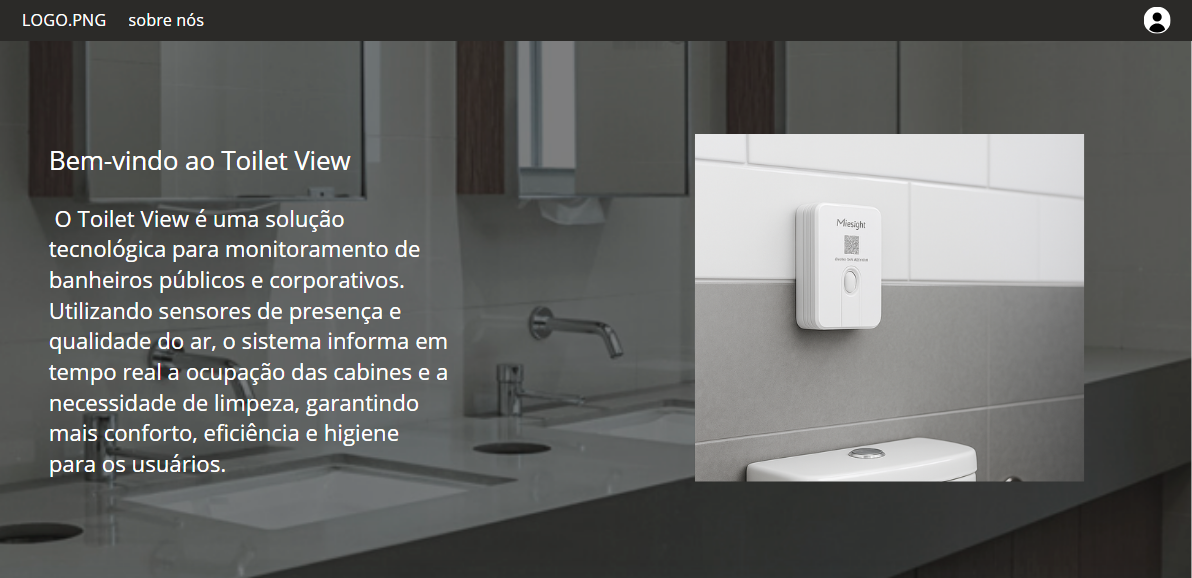 LOGO.PNG sobre nós
Bem-vindo ao Toilet View
O Toilet View é uma solução
tecnológica para monitoramento de
banheiros públicos e corporativos.
Utilizando sensores de presença e
qualidade do ar, o sistema informa em
tempo real a ocupação das cabines e a
necessidade de limpeza, garantindo
mais conforto, eficiência e higiene
para os usuários.